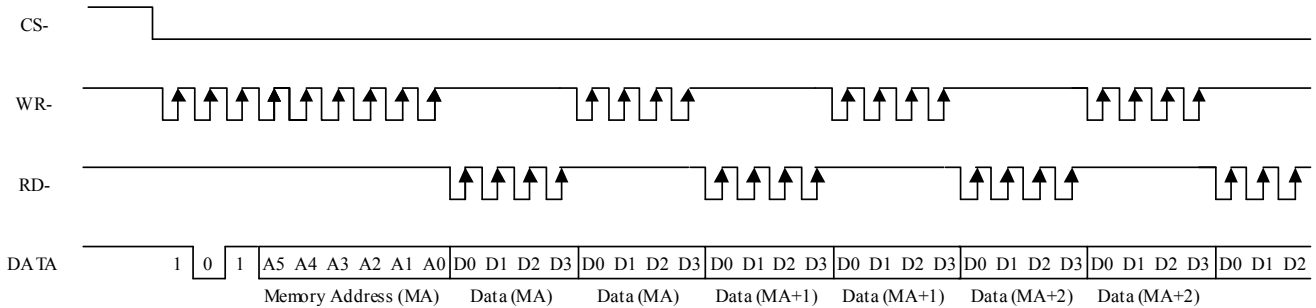 CS-
WR-
RD-
DATA 1 0 1 A5 A4 A3 A2 A1 A0 D0 D1 D2 D3 D0 D1 D2 D3 D0 D1 D2 D3 D0 D1 D2 D3 D0 D1 D2 D3 D0 D1 D2 D3 D0 D1 D2
Memory Address (MA) Data (MA) Data (MA) Data (MA+1) Data (MA+1) Data (MA+2) Data (MA+2)